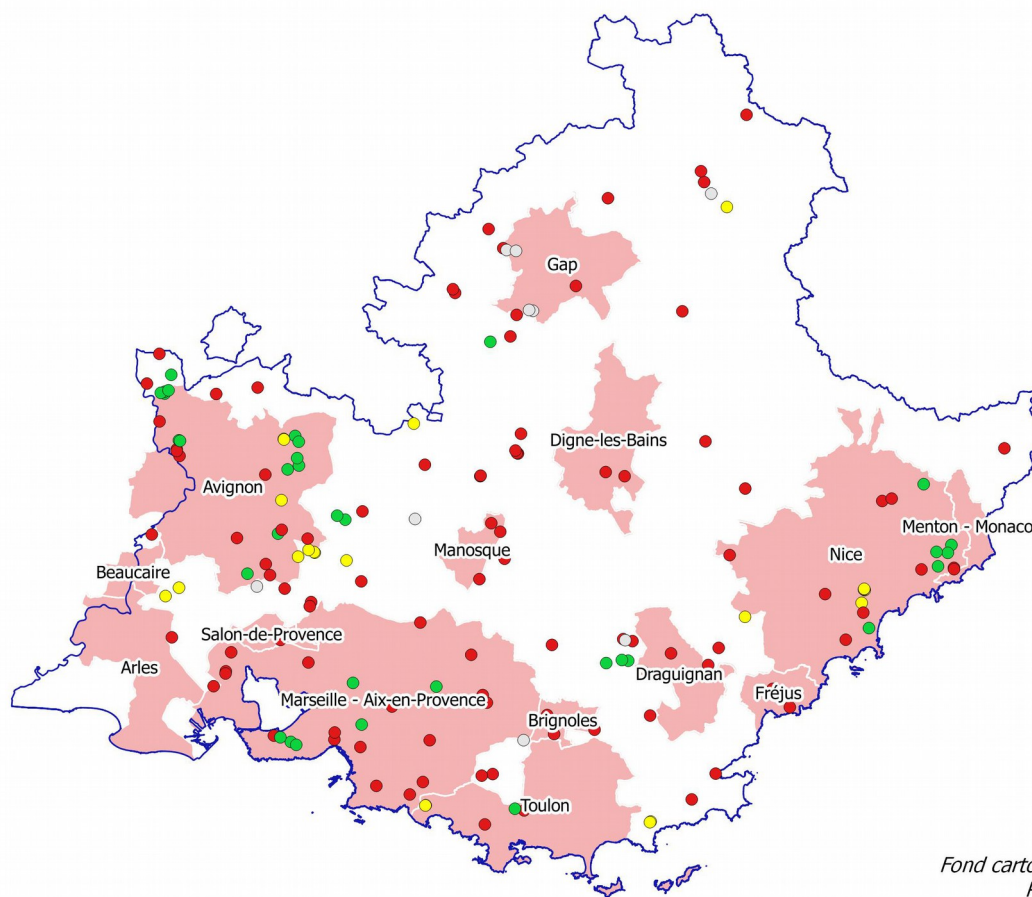 Gap
Digne-les-Bains
Avignon
Manosque
Menton - Monaco
Nice
Beaucaire
Salon-de-Provence
Arles
Draguignan
Marseille - Aix-en-Provence
Fréjus
Brignoles
Toulon
Fond carto